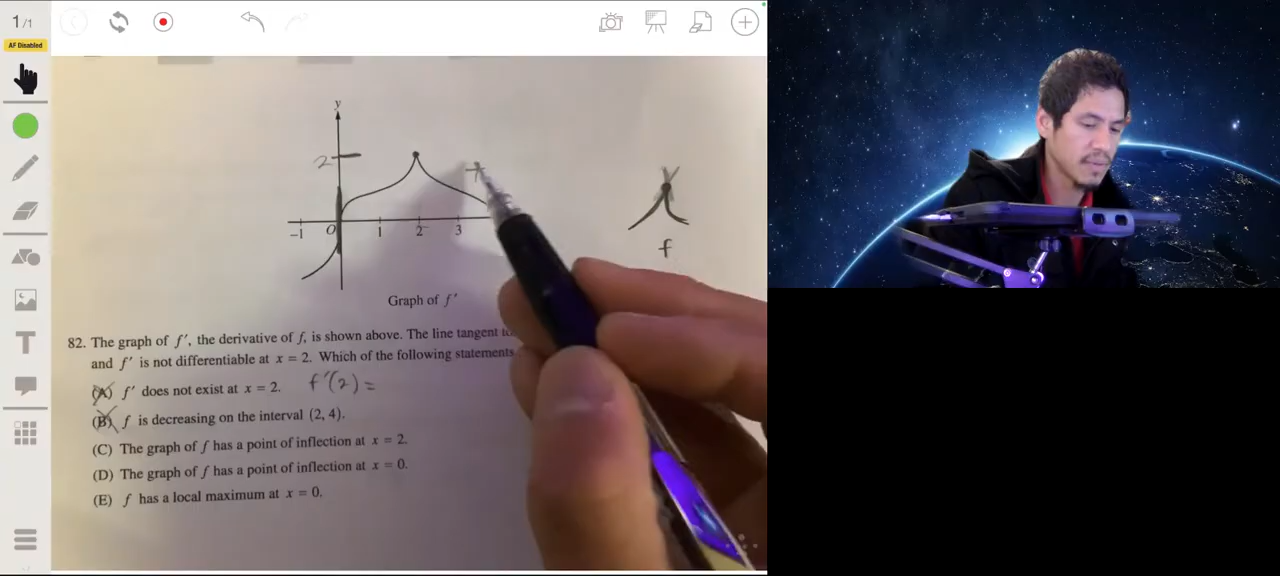 1/1
AF Disabled
y
2
-1 O 1 2 3
Graph of f′
f
82. The graph of f′, the derivative of f, is shown above. The line tangent
and f′ is not differentiable at x = 2. Which of the following statements
(A) f′ does not exist at x = 2. f′(2) =
(B) f is decreasing on the interval (2, 4).
(C) The graph of f has a point of inflection at x = 2.
(D) The graph of f has a point of inflection at x = 0.
(E) f has a local maximum at x = 0.
T